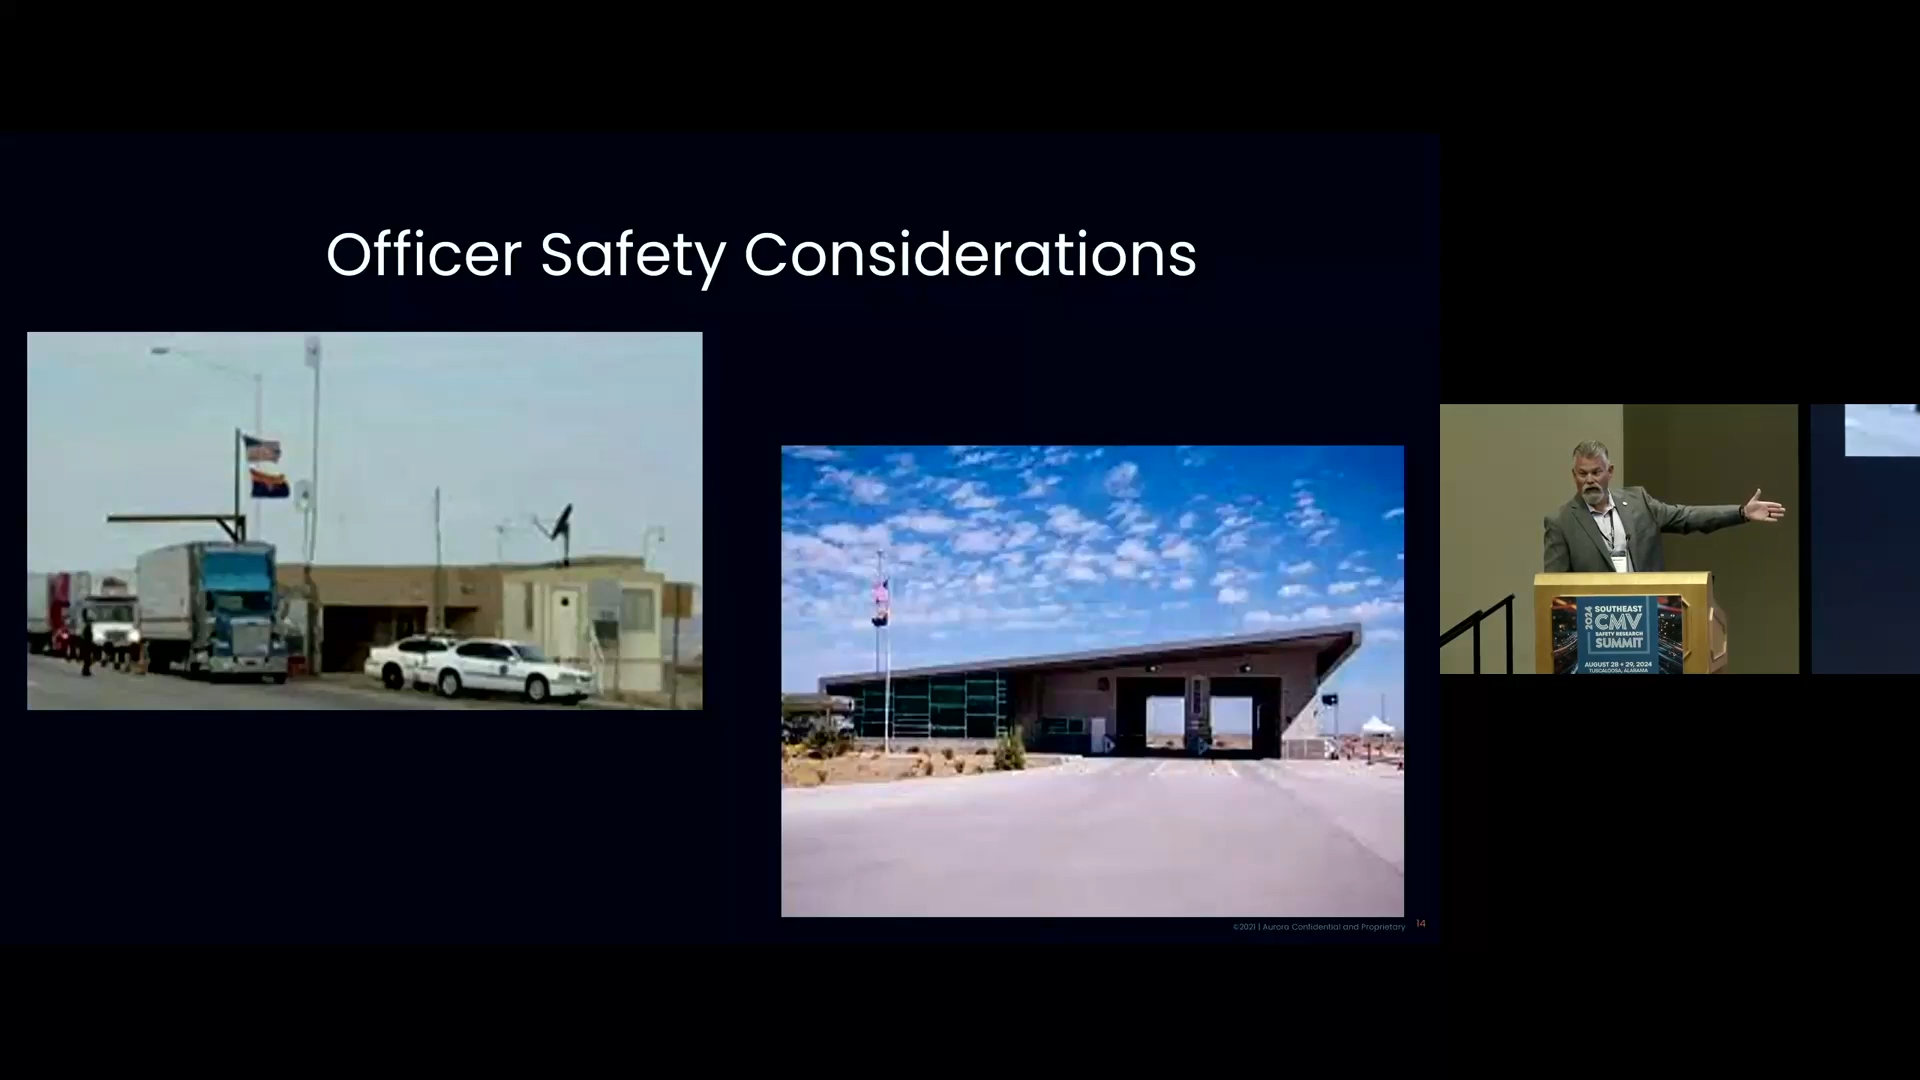 Officer Safety Considerations
©2021 | Aurora Confidential and Proprietary
14
2024
SOUTHEAST
CMV
SAFETY RESEARCH
SUMMIT
AUGUST 28 + 29, 2024
TUSCALOOSA, ALABAMA